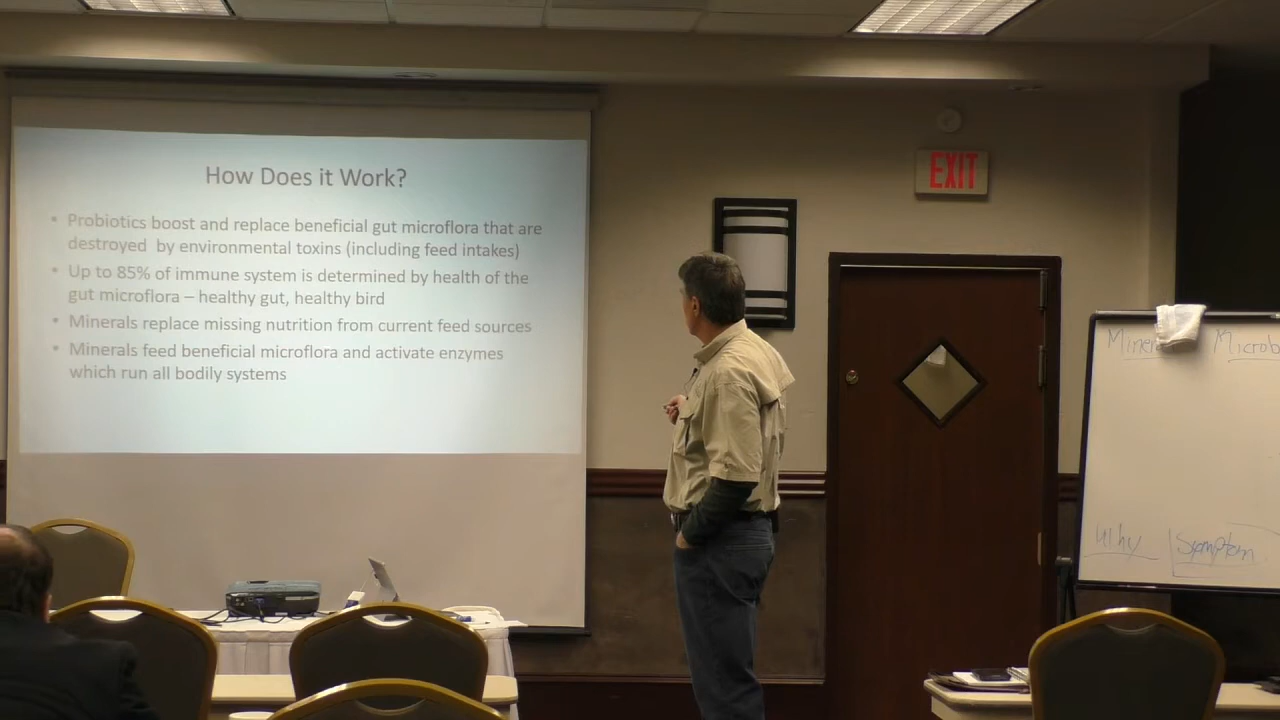 How Does it Work?
• Probiotics boost and replace beneficial gut microflora that are
destroyed by environmental toxins (including feed intakes)
• Up to 85% of immune system is determined by health of the
gut microflora – healthy gut, healthy bird
• Minerals replace missing nutrition from current feed sources
• Minerals feed beneficial microflora and activate enzymes
which run all bodily systems
EXIT
Miner Microb
Why Symptom